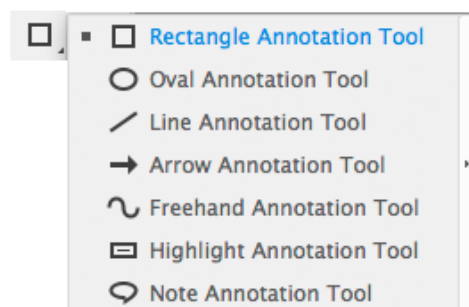 Rectangle Annotation Tool
Oval Annotation Tool
Line Annotation Tool
Arrow Annotation Tool
Freehand Annotation Tool
Highlight Annotation Tool
Note Annotation Tool